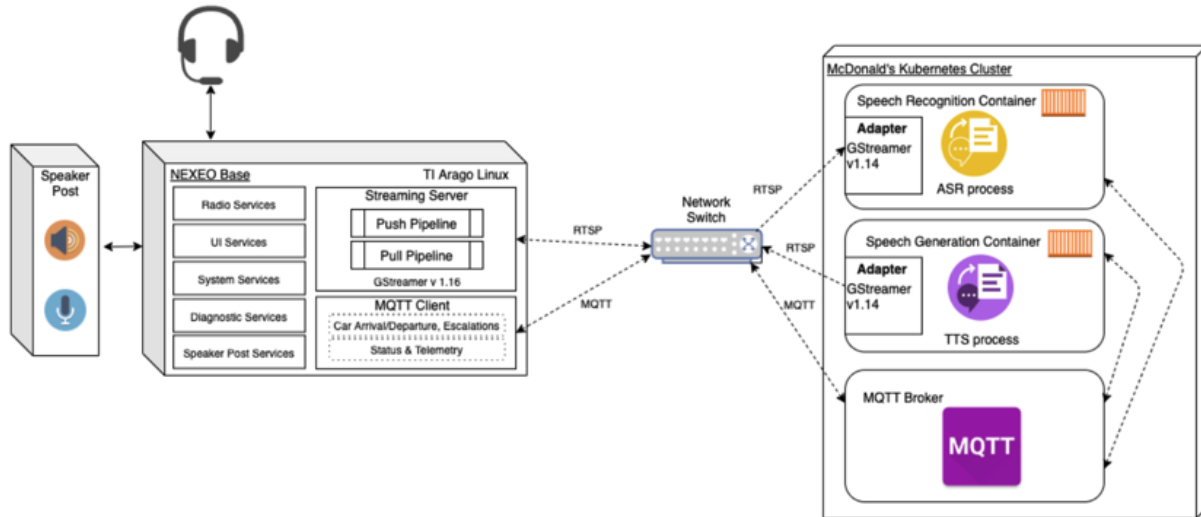 McDonald's Kubernetes Cluster
Speech Recognition Container
Adapter
GStreamer
v1.14
ASR process
Speaker
Post
NEXEO Base
TI Arago Linux
Radio Services
UI Services
System Services
Diagnostic Services
Speaker Post Services
Streaming Server
Push Pipeline
Pull Pipeline
GStreamer v 1.16
MQTT Client
Car Arrival/Departure, Escalations
Status & Telemetry
RTSP
MQTT
Network
Switch
RTSP
RTSP
MQTT
Speech Generation Container
Adapter
GStreamer
v1.14
TTS process
MQTT Broker
MQTT